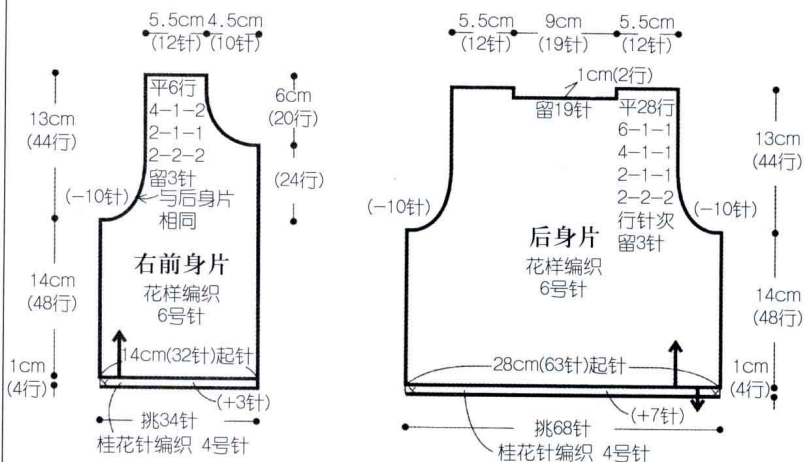 5.5cm 4.5cm
(12针) (10针)
13cm
(44行)
平6行
4-1-2
2-1-1
2-2-2
留3针
6cm
(20行)
(24行)
(-10针)
与后身片
相同
右前身片
花样编织
6号针
14cm
(48行)
14cm(32针)起针
1cm
(4行)
(+3针)
挑34针
桂花针编织 4号针
5.5cm 9cm 5.5cm
(12针) (19针) (12针)
1cm(2行)
留19针
平28行
6-1-1
4-1-1
2-1-1
2-2-2
行针次
留3针
13cm
(44行)
(-10针)
(-10针)
后身片
花样编织
6号针
14cm
(48行)
28cm(63针)起针
1cm
(4行)
(+7针)
挑68针
桂花针编织 4号针